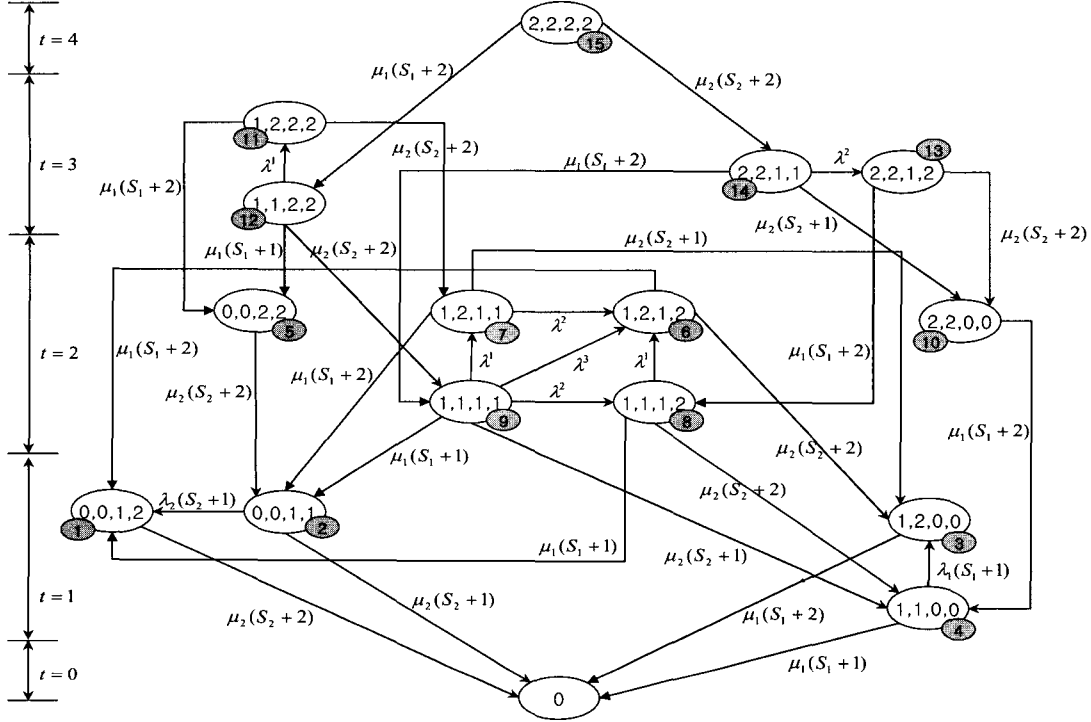 2,2,2,2
15
t = 4
μ₁(S₁ + 2)
μ₂(S₂ + 2)
1,2,2,2
11
μ₂(S₂ + 2)
t = 3
λ¹
μ₁(S₁ + 2)
μ₁(S₁ + 2)
2,2,1,1
14
λ²
2,2,1,2
13
1,1,2,2
12
μ₂(S₂ + 1)
μ₂(S₂ + 2)
μ₁(S₁ + 1)
μ₂(S₂ + 2)
μ₂(S₂ + 1)
0,0,2,2
5
1,2,1,1
7
λ²
1,2,1,2
6
2,2,0,0
10
t = 2
μ₁(S₁ + 2)
μ₁(S₁ + 2)
μ₁(S₁ + 2)
λ¹
λ³
λ¹
μ₂(S₂ + 2)
λ²
1,1,1,1
9
1,1,1,2
8
μ₁(S₁ + 1)
μ₂(S₂ + 2)
μ₁(S₁ + 2)
μ₂(S₂ + 2)
0,0,1,2
1
λ₂(S₂ + 1)
0,0,1,1
2
1,2,0,0
3
μ₁(S₁ + 1)
μ₂(S₂ + 1)
λ₁(S₁ + 1)
t = 1
μ₂(S₂ + 2)
μ₂(S₂ + 1)
μ₁(S₁ + 2)
1,1,0,0
4
μ₁(S₁ + 1)
t = 0
0